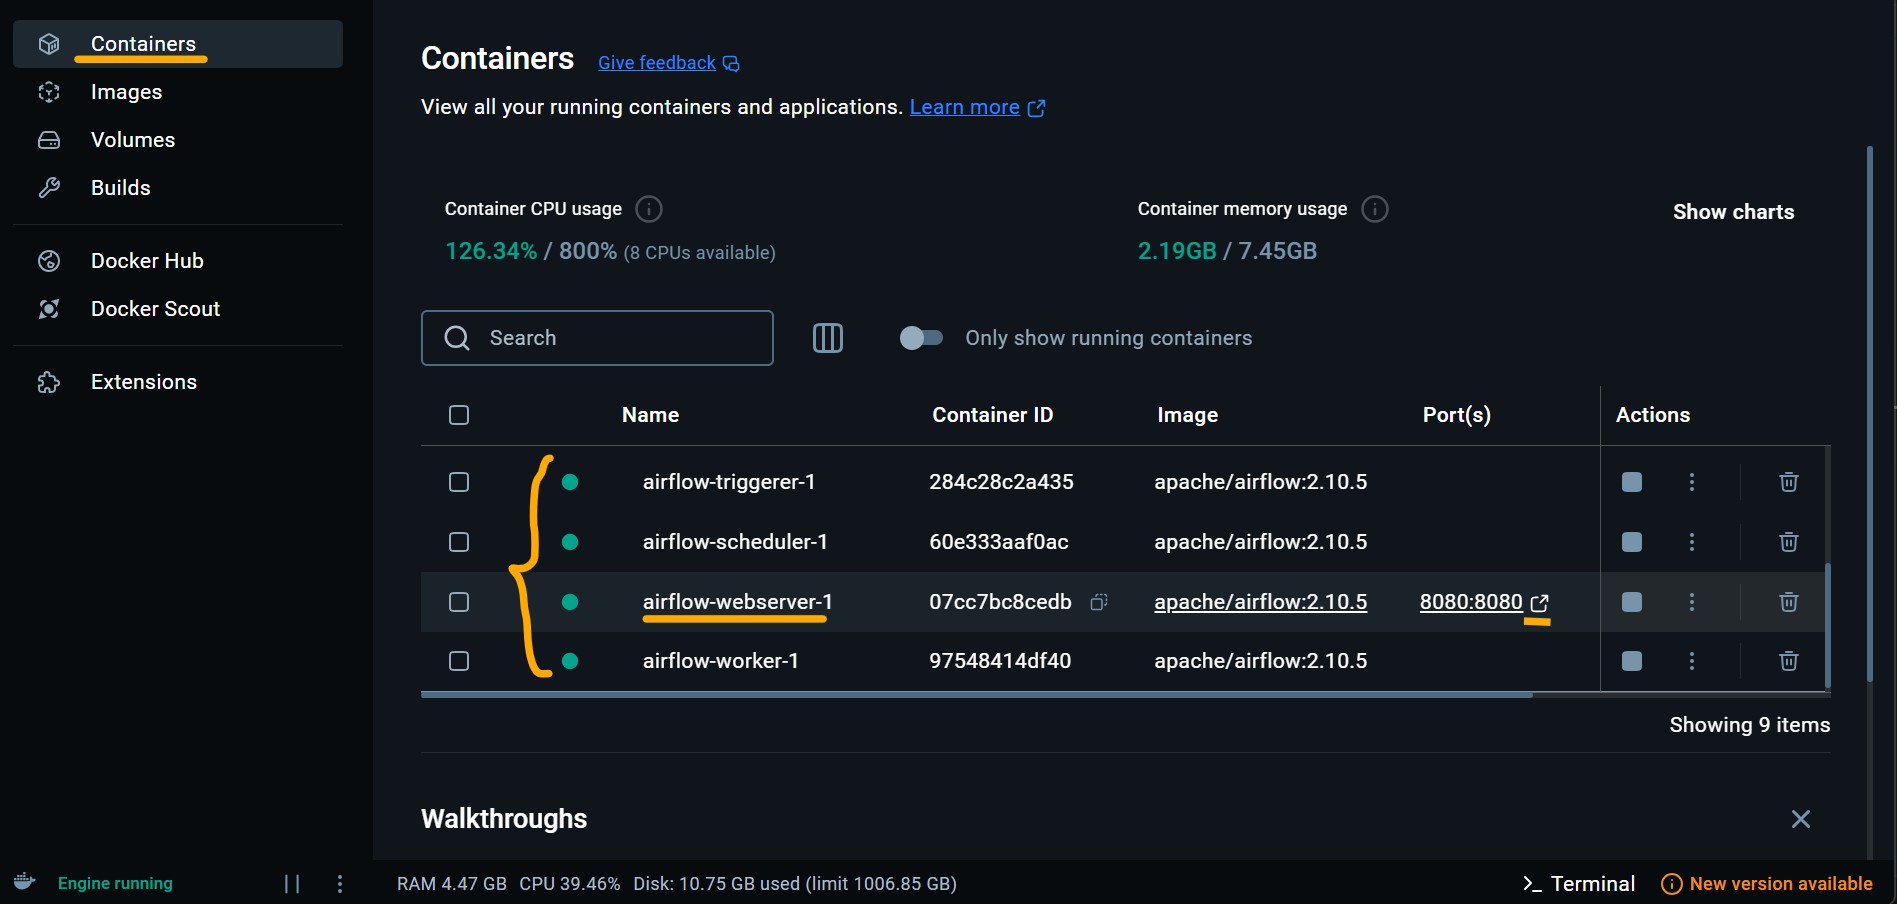 Containers
Images
Volumes
Builds
Docker Hub
Docker Scout
Extensions
Containers Give feedback
View all your running containers and applications. Learn more
Container CPU usage
126.34% / 800% (8 CPUs available)
Container memory usage
2.19GB / 7.45GB
Show charts
Search
Only show running containers
Name Container ID Image Port(s) Actions
airflow-triggerer-1 284c28c2a435 apache/airflow:2.10.5
airflow-scheduler-1 60e333aaf0ac apache/airflow:2.10.5
airflow-webserver-1 07cc7bc8cedb apache/airflow:2.10.5 8080:8080
airflow-worker-1 97548414df40 apache/airflow:2.10.5
Showing 9 items
Walkthroughs
Engine running
RAM 4.47 GB CPU 39.46% Disk: 10.75 GB used (limit 1006.85 GB)
>_ Terminal
New version available